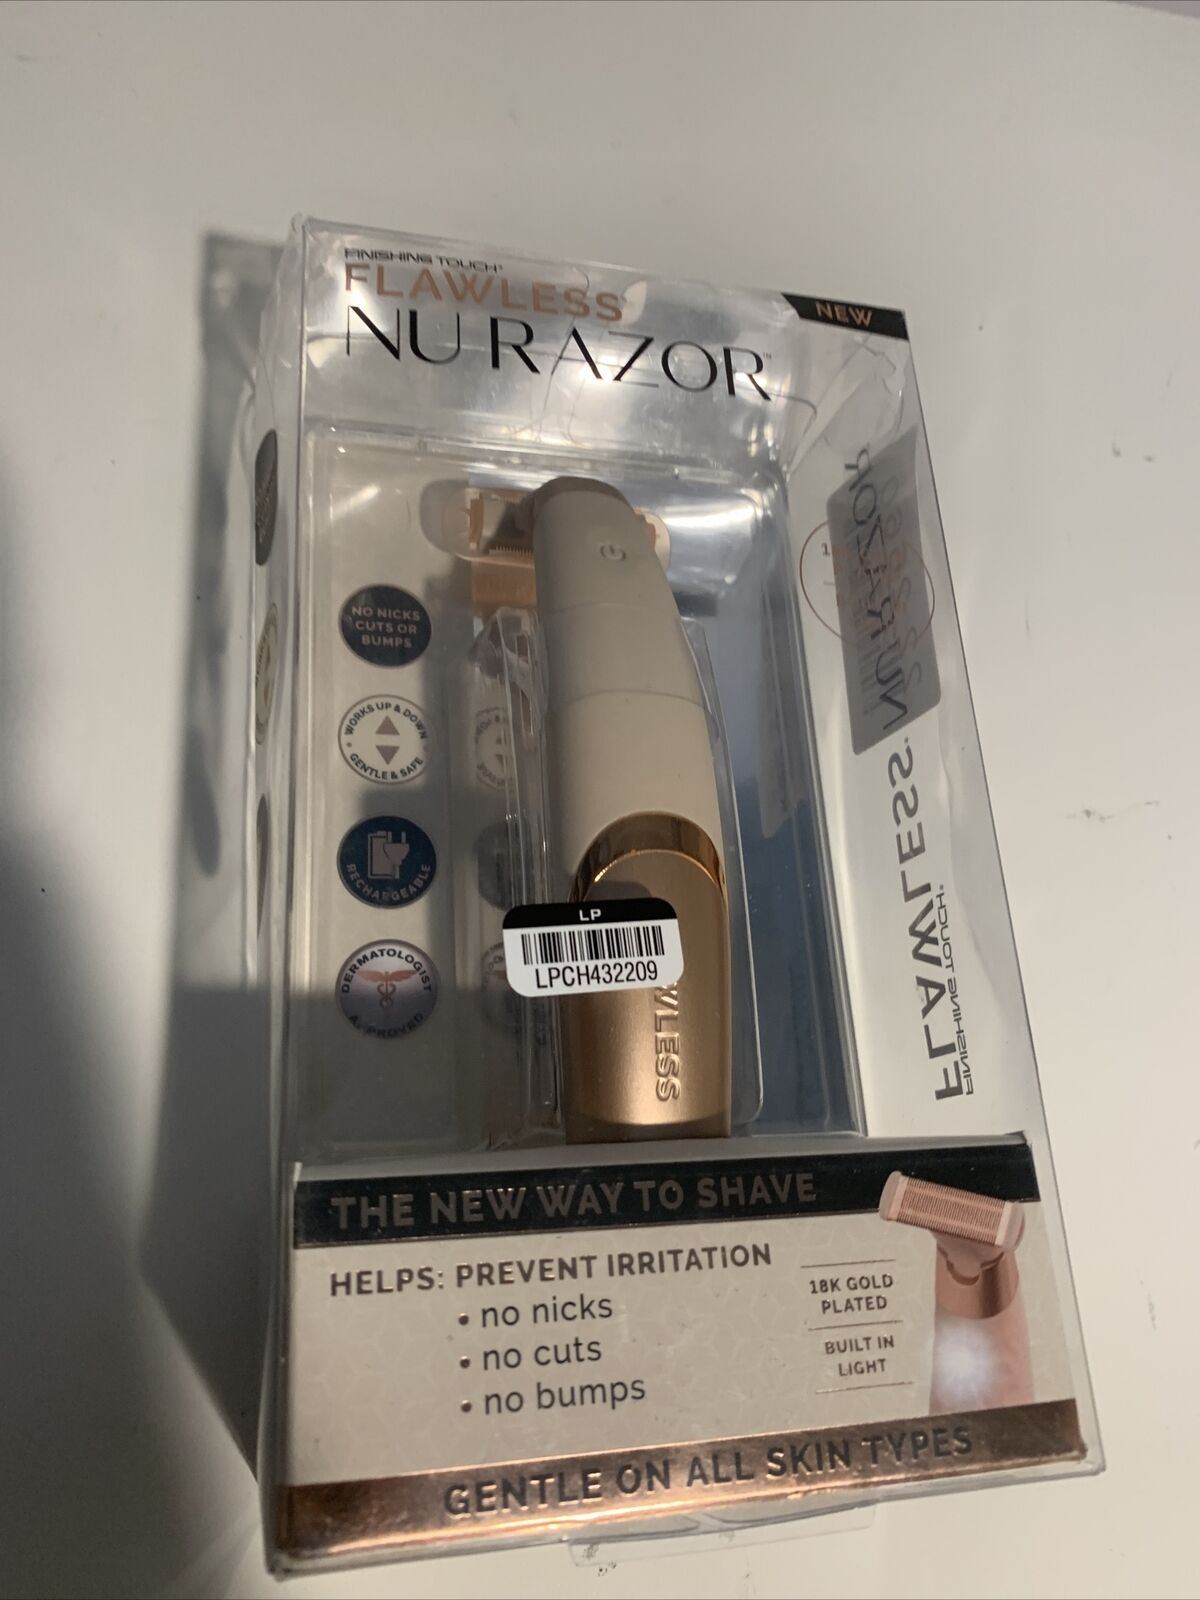 FINISHING TOUCH®
FLAWLESS®
NU RAZOR™
NEW
NO NICKS
CUTS OR
BUMPS
WORKS UP & DOWN
GENTLE & SAFE
RECHARGEABLE
DERMATOLOGIST
APPROVED
LP
LPCH432209
WLESS
NU RAZOR
FLAWLESS.
FINISHING TOUCH®
THE NEW WAY TO SHAVE
HELPS: PREVENT IRRITATION
• no nicks
• no cuts
• no bumps
18K GOLD
PLATED
BUILT IN
LIGHT
GENTLE ON ALL SKIN TYPES